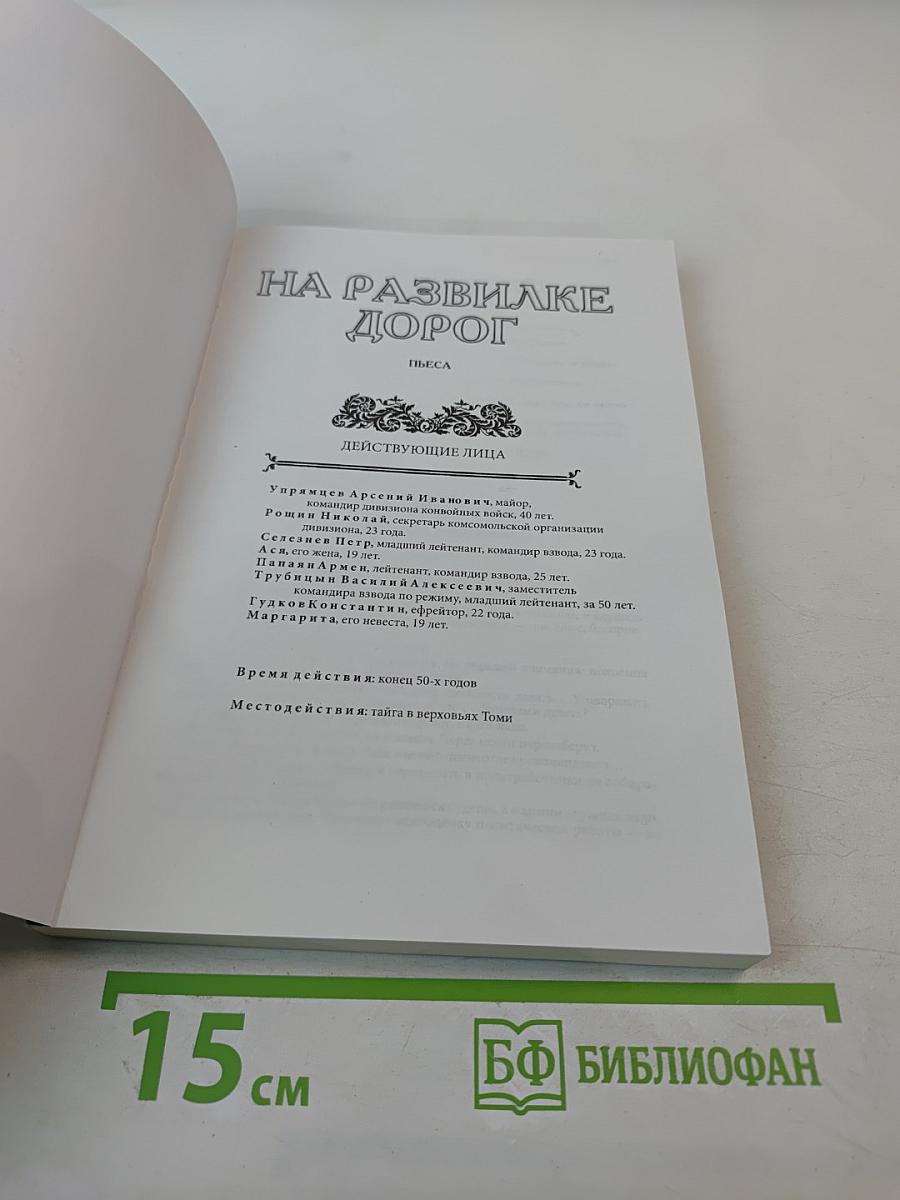 НА РАЗВИЛКЕ
ДОРОГ
ПЬЕСА
ДЕЙСТВУЮЩИЕ ЛИЦА
Упрямцев Арсений Иванович, майор,
командир дивизиона конвойных войск, 40 лет.
Рощин Николай, секретарь комсомольской организации
дивизиона, 23 года.
Селезнев Петр, младший лейтенант, командир взвода, 23 года.
Ася, его жена, 19 лет.
Папаян Армен, лейтенант, командир взвода, 25 лет.
Трубицын Василий Алексеевич, заместитель
командира взвода по режиму, младший лейтенант, за 50 лет.
Гудков Константин, ефрейтор, 22 года.
Маргарита, его невеста, 19 лет.
Время действия: конец 50-х годов
Место действия: тайга в верховьях Томи
15 см
БФ БИБЛИОФАН